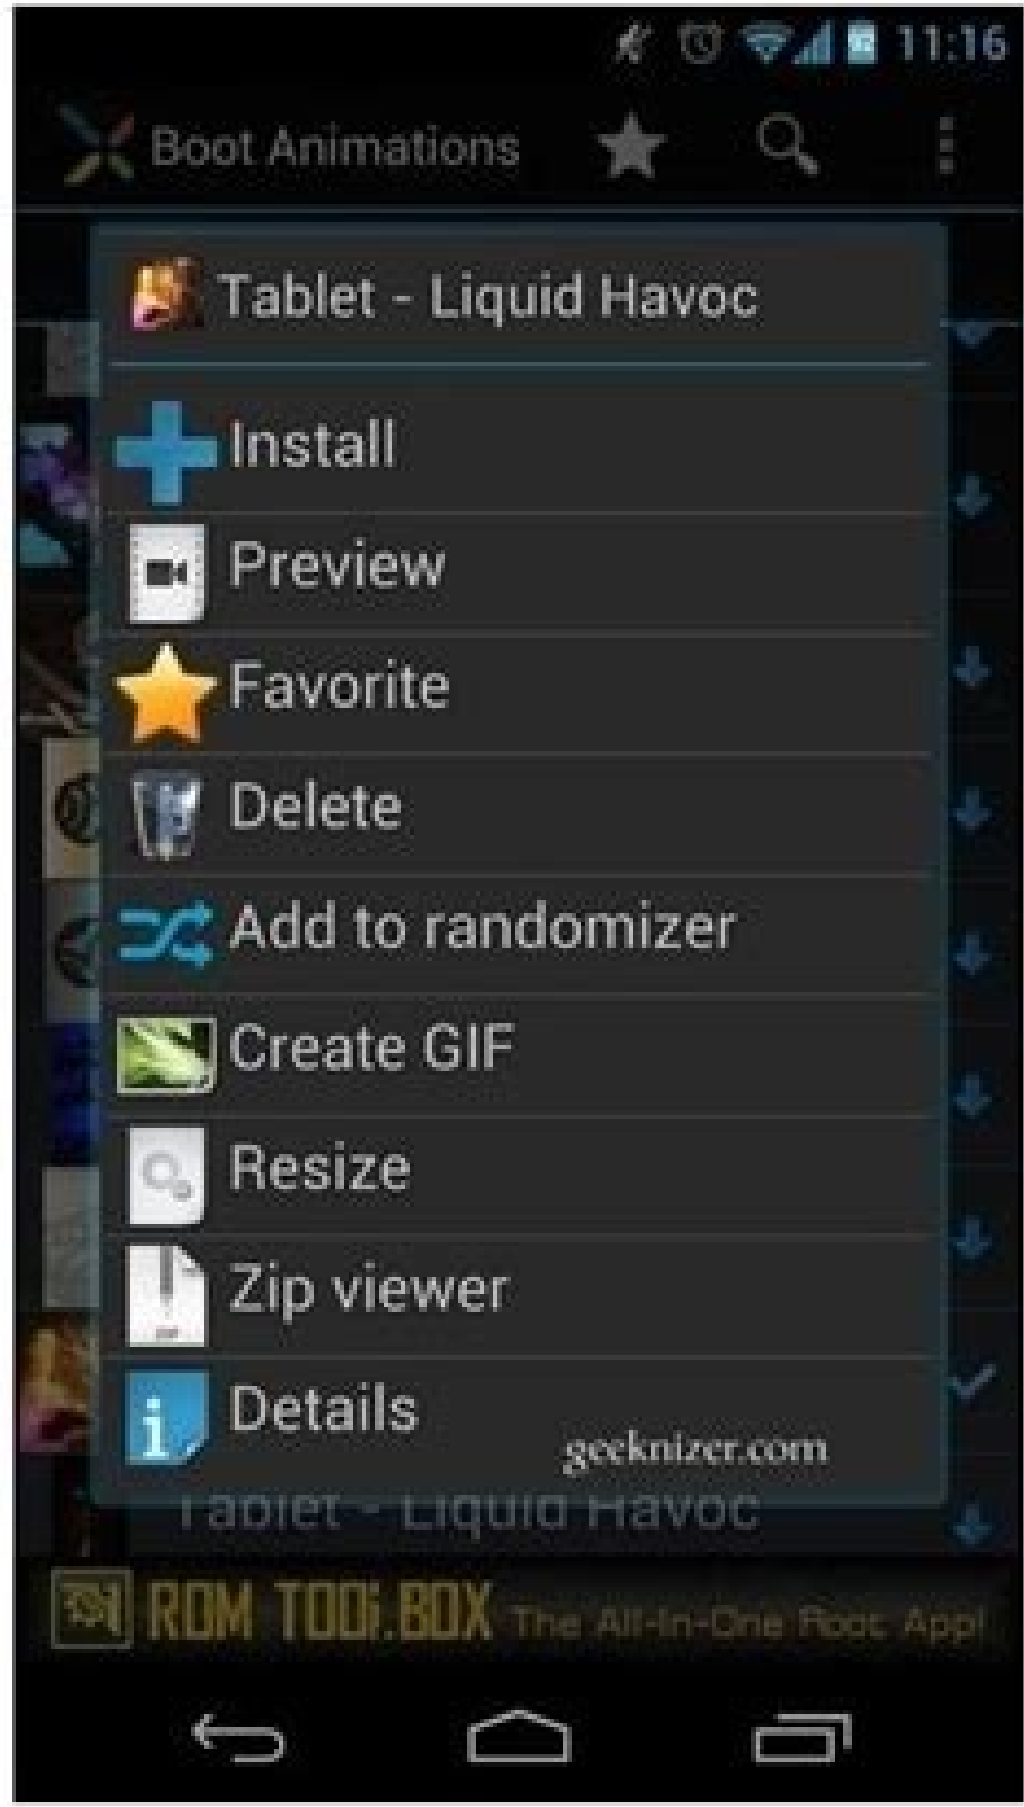 11:16
Boot Animations
Tablet - Liquid Havoc
Install
Preview
Favorite
Delete
Add to randomizer
Create GIF
Resize
Zip viewer
Details
geeknizer.com
Tablet - Liquid Havoc
ROM TOOLBOX The All-In-One Root App!